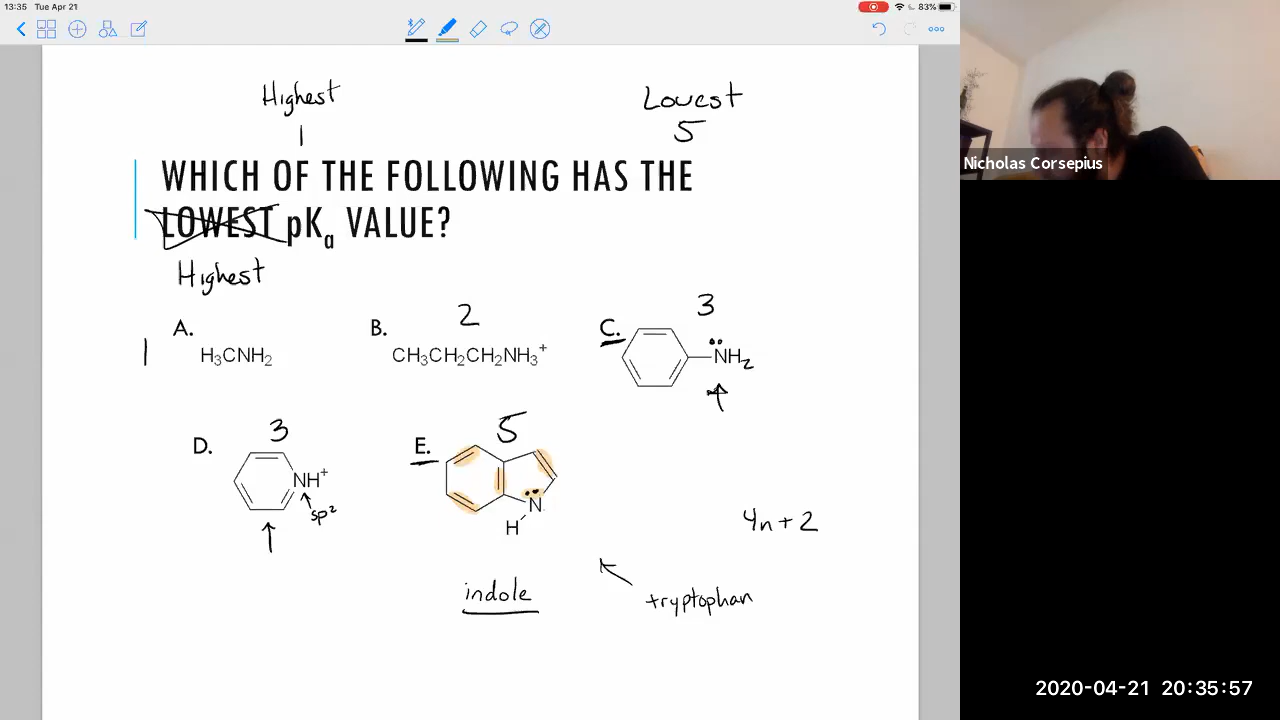 13:35 Tue Apr 21
83%
Highest
Lowest
1
5
WHICH OF THE FOLLOWING HAS THE
LOWEST pKa VALUE?
Highest
1
A.
H3CNH2
B.
2
CH3CH2CH2NH3+
C.
3
NH2
D.
3
NH+
sp2
E.
5
N
H
4n+2
indole
tryptophan
Nicholas Corsepius
2020-04-21 20:35:57